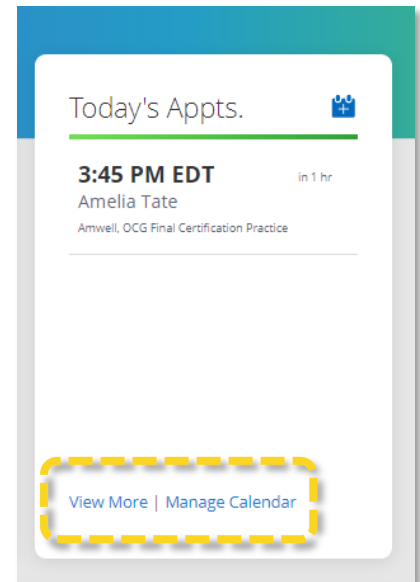 Today's Appts.
3:45 PM EDT in 1 hr
Amelia Tate
Amwell, OCG Final Certification Practice
View More | Manage Calendar